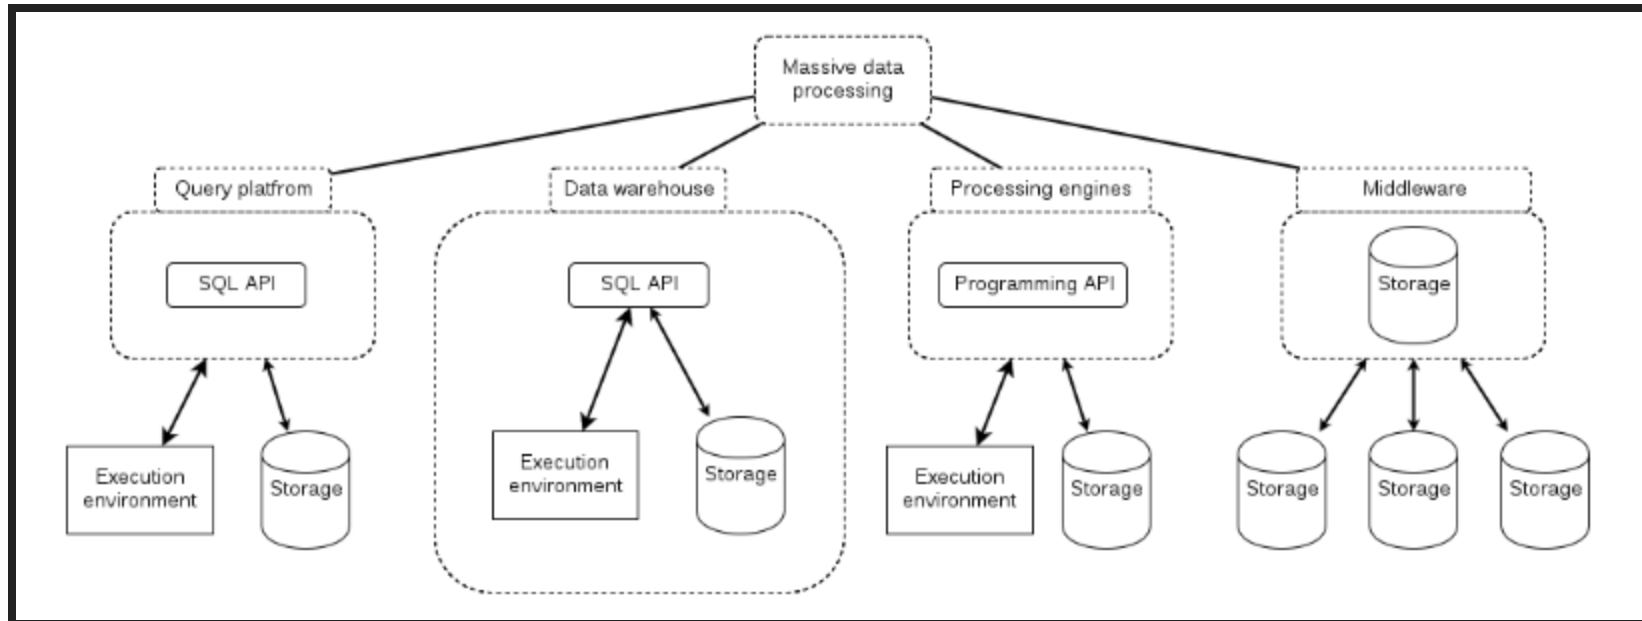 Massive data
processing
Query platfrom
Data warehouse
Processing engines
Middleware
SQL API
SQL API
Programming API
Storage
Execution
environment
Storage
Execution
environment
Storage
Execution
environment
Storage
Storage
Storage
Storage